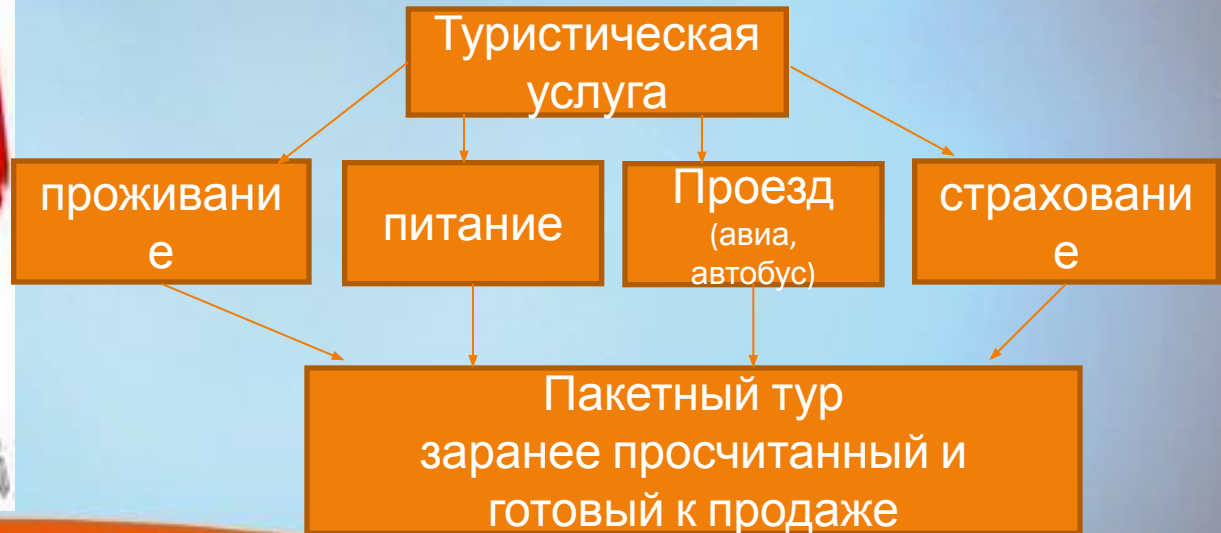 Туристическая
услуга
проживани
е
питание
Проезд
(авиа,
автобус)
страховани
е
Пакетный тур
заранее просчитанный и
готовый к продаже